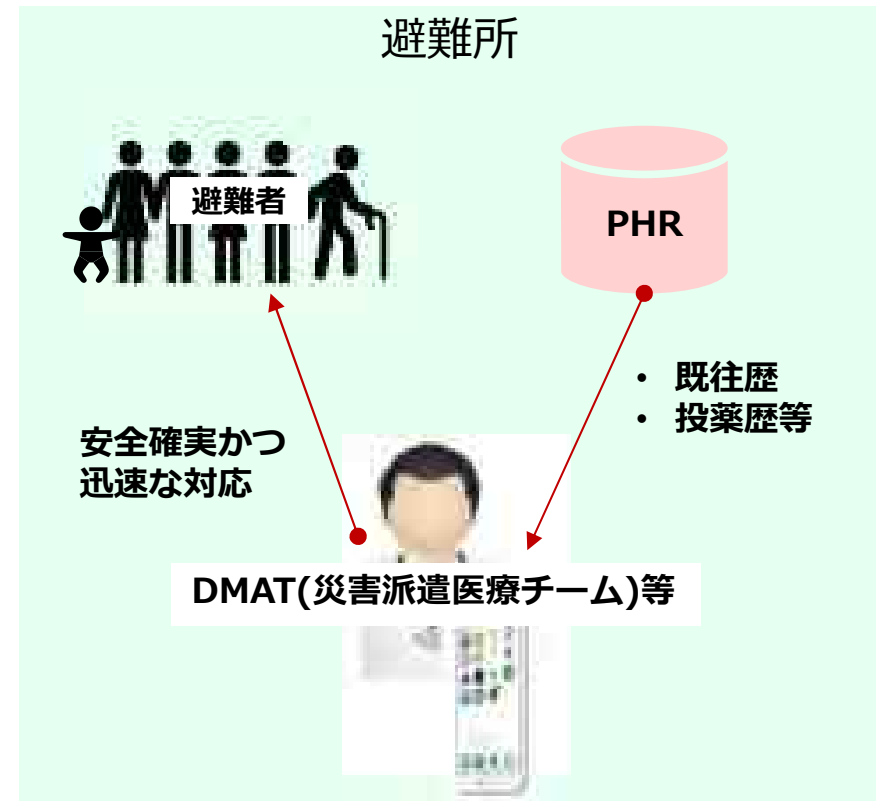 避難所
避難者
PHR
• 既往歴
• 投薬歴等
安全確実かつ
迅速な対応
DMAT(災害派遣医療チーム)等